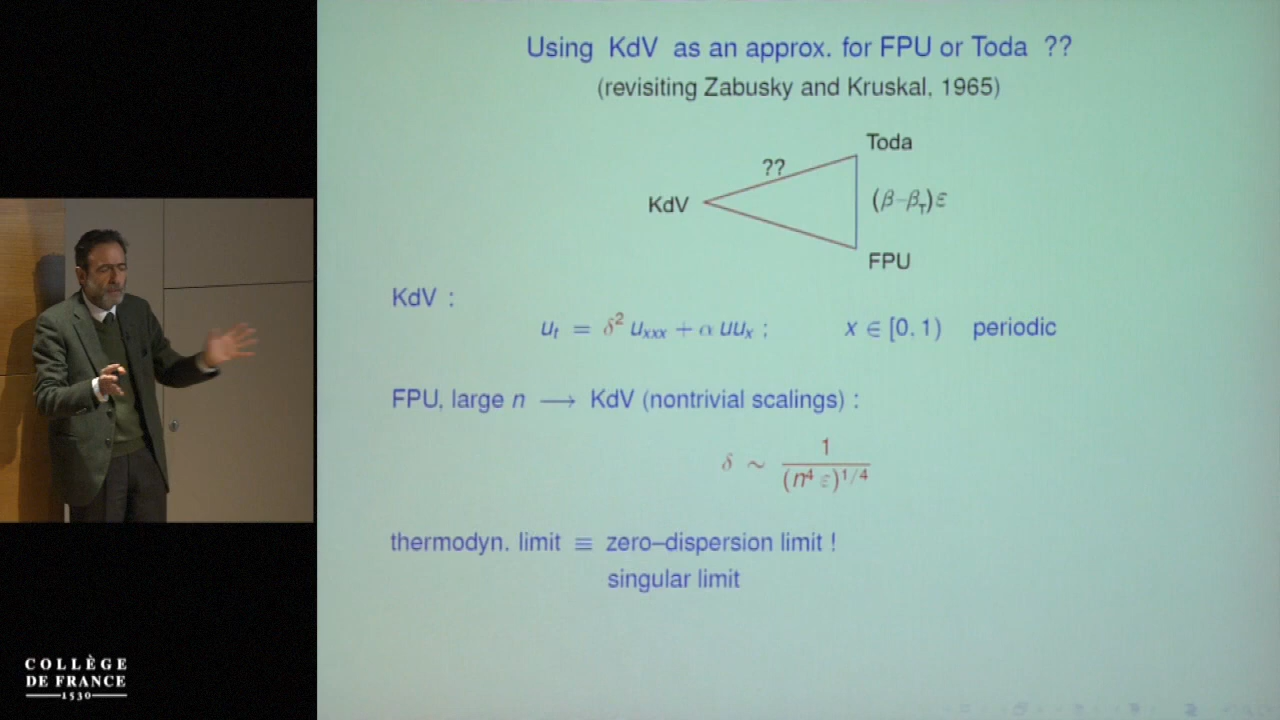 Using KdV as an approx. for FPU or Toda ??
(revisiting Zabusky and Kruskal, 1965)
Toda
??
KdV
(β–β_T)ε
FPU
KdV :
u_t = δ² u_xxx + α uu_x ; x ∈ [0, 1) periodic
FPU, large n ⟶ KdV (nontrivial scalings) :
δ ∼ 1 / (n⁴ ε)^1/4
thermodyn. limit ≡ zero–dispersion limit !
singular limit
COLLÈGE
DE FRANCE
1530